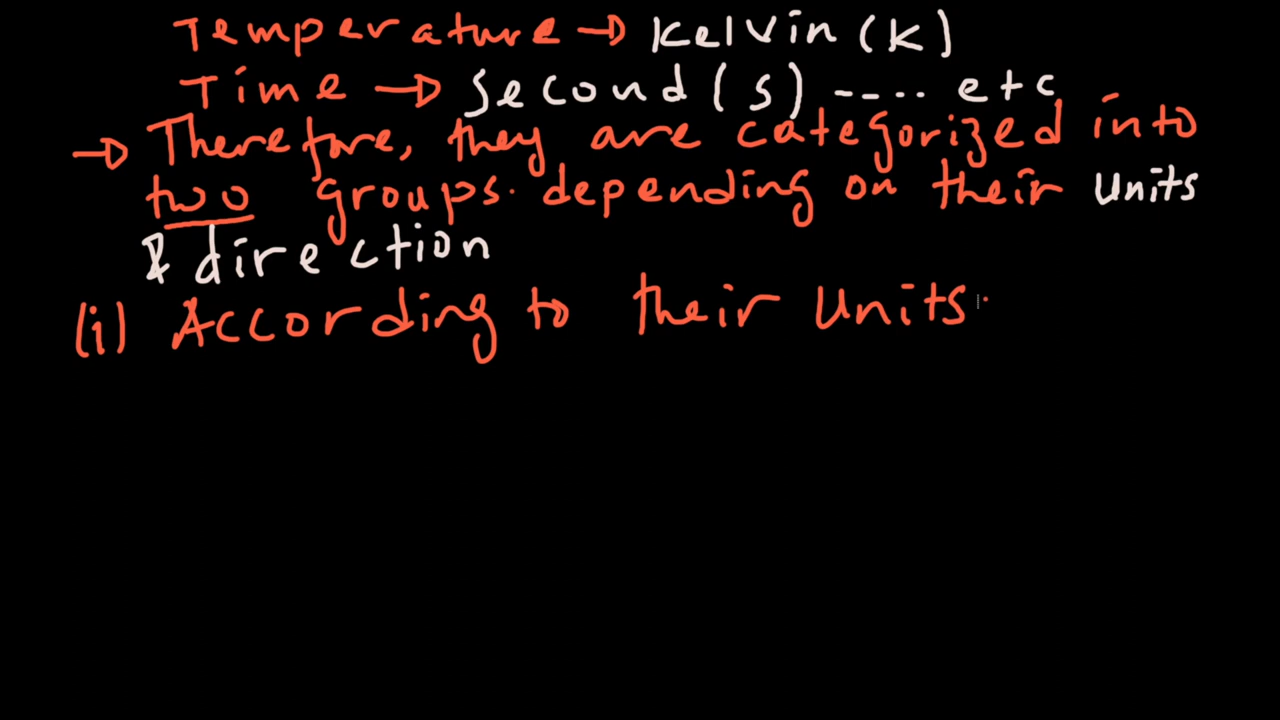 Temperature → Kelvin (K)
Time → Second (s) ---.. etc
→ Therefore, they are categorized into
two groups. depending on their Units
& direction
(i) According to their Units.